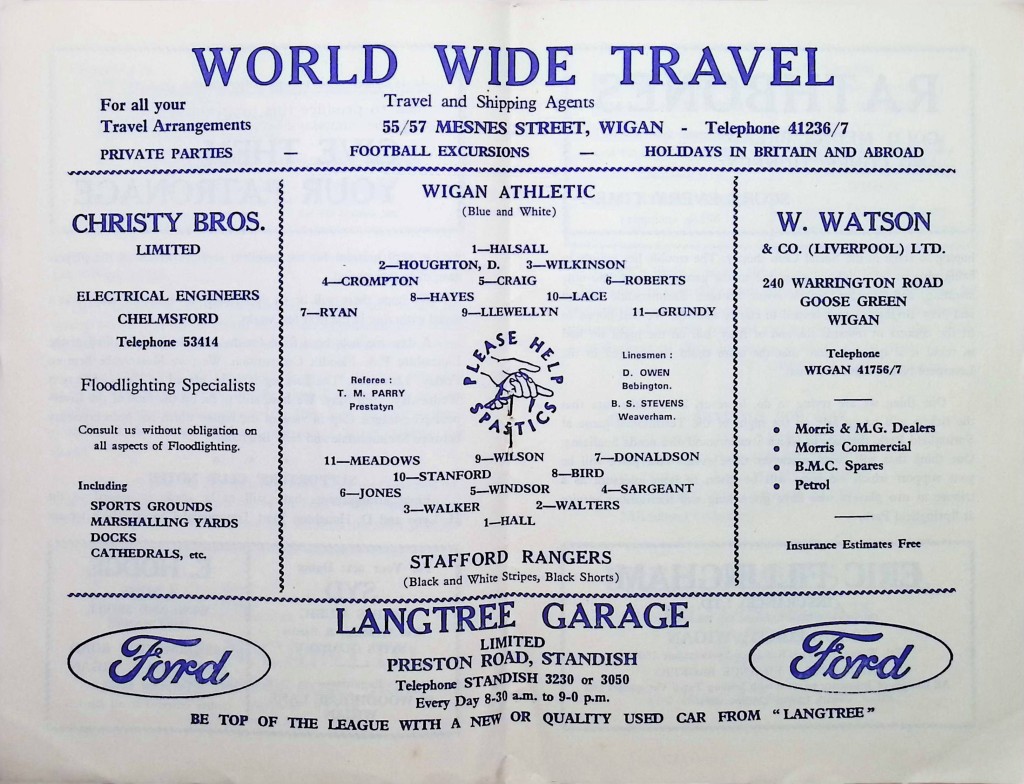 WORLD WIDE TRAVEL
For all your
Travel Arrangements
Travel and Shipping Agents
55/57 MESNES STREET, WIGAN - Telephone 41236/7
PRIVATE PARTIES — FOOTBALL EXCURSIONS — HOLIDAYS IN BRITAIN AND ABROAD
CHRISTY BROS.
LIMITED
ELECTRICAL ENGINEERS
CHELMSFORD
Telephone 53414
Floodlighting Specialists
Consult us without obligation on
all aspects of Floodlighting.
Including
SPORTS GROUNDS
MARSHALLING YARDS
DOCKS
CATHEDRALS, etc.
WIGAN ATHLETIC
(Blue and White)
1—HALSALL
2—HOUGHTON, D. 3—WILKINSON
4—CROMPTON 5—CRAIG 6—ROBERTS
8—HAYES 10—LACE
7—RYAN 9—LLEWELLYN 11—GRUNDY
Referee :
T. M. PARRY
Prestatyn
PLEASE HELP
SPASTICS
Linesmen :
D. OWEN
Bebington.
B. S. STEVENS
Weaverham.
11—MEADOWS 9—WILSON 7—DONALDSON
10—STANFORD 8—BIRD
6—JONES 5—WINDSOR 4—SARGEANT
3—WALKER 2—WALTERS
1—HALL
STAFFORD RANGERS
(Black and White Stripes, Black Shorts)
W. WATSON
& CO. (LIVERPOOL) LTD.
240 WARRINGTON ROAD
GOOSE GREEN
WIGAN
Telephone
WIGAN 41756/7
• Morris & M.G. Dealers
• Morris Commercial
• B.M.C. Spares
• Petrol
Insurance Estimates Free
Ford
LANGTREE GARAGE
LIMITED
PRESTON ROAD, STANDISH
Telephone STANDISH 3230 or 3050
Every Day 8-30 a.m. to 9-0 p.m.
Ford
BE TOP OF THE LEAGUE WITH A NEW OR QUALITY USED CAR FROM "LANGTREE"